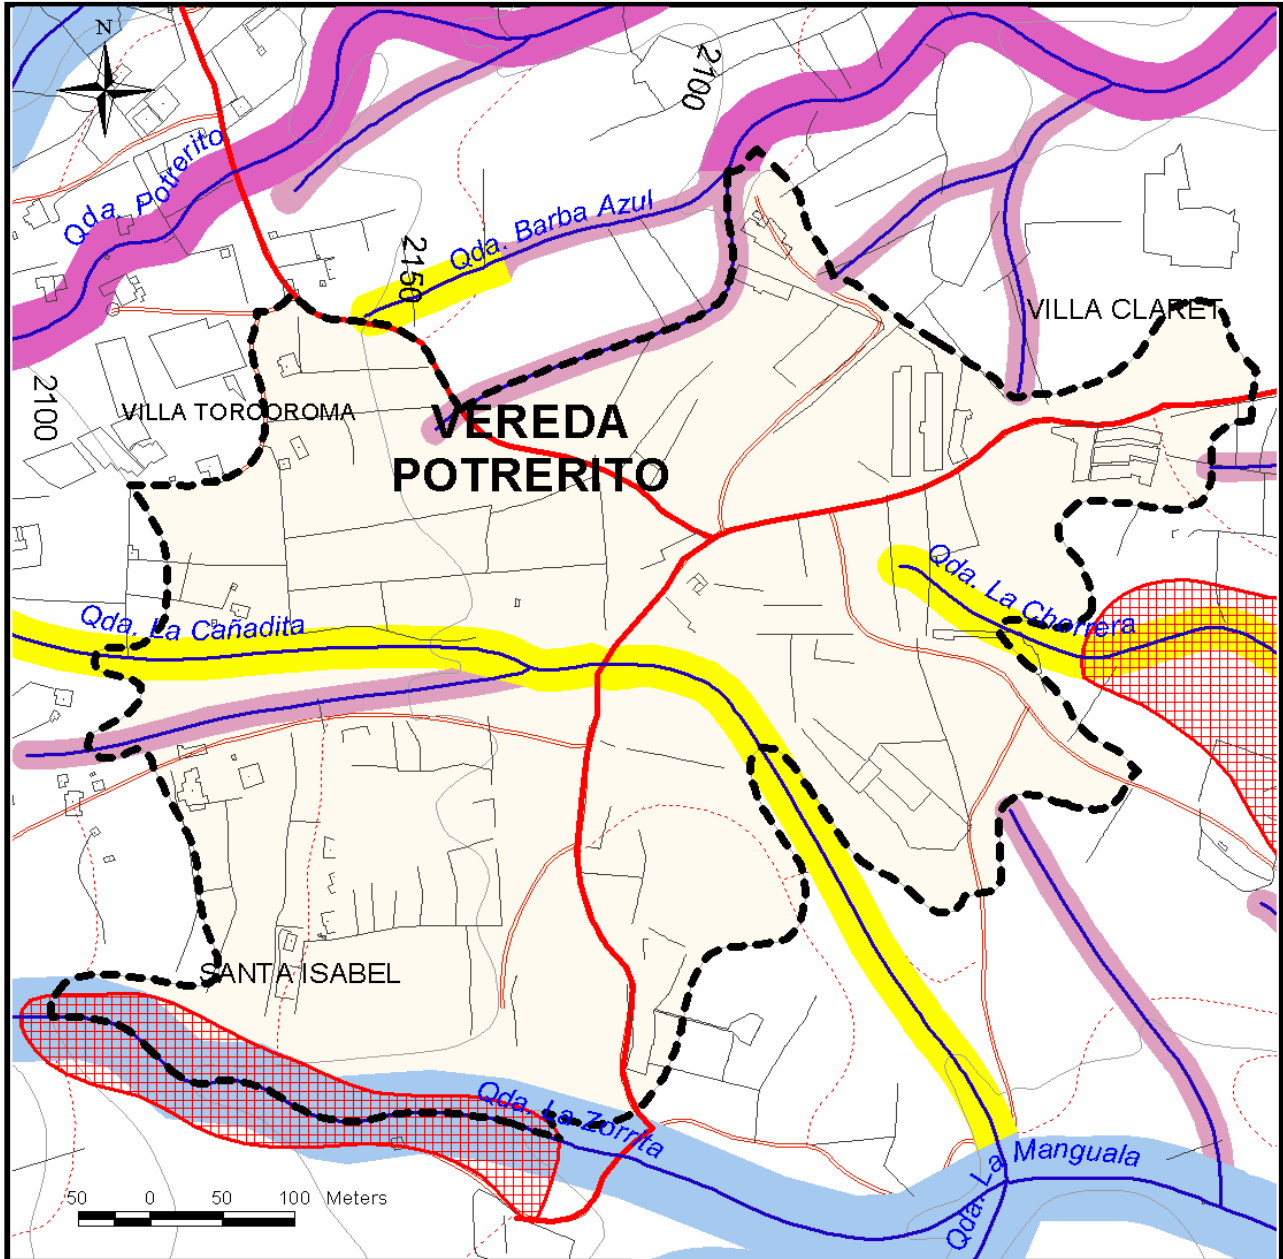 N
2100
Qda. Potrerito
Qda. Barba Azul
2150
VILLA CLARET
2100
VILLA TORCOROMA
VEREDA
POTRERITO
Qda. La Chorrera
Qda. La Cañadita
SANTA ISABEL
Qda. La Zorrita
Qda. La Manguala
50 0 50 100 Meters